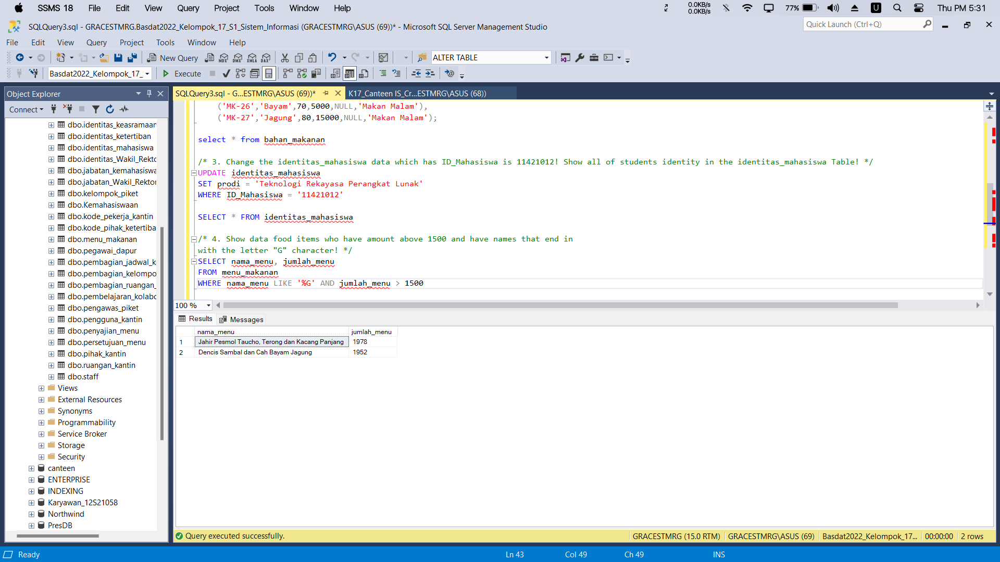 SSMS 18 File Edit View Query Project Tools Window Help 0.0KB/s 0.0KB/s 77% U Thu PM 5:31
SQLQuery3.sql - GRACESTMRG.Basdat2022_Kelompok_17_S1_Sistem_Informasi (GRACESTMRG\ASUS (69))* - Microsoft SQL Server Management Studio
Quick Launch (Ctrl+Q)
File Edit View Query Project Tools Window Help
New Query MDX DMX XMLA DAX ALTER TABLE
Basdat2022_Kelompok_17_ Execute
Object Explorer
Connect
dbo.identitas_keasramaan
dbo.identitas_ketertiban
dbo.identitas_mahasiswa
dbo.identitas_Wakil_Rekto
dbo.jabatan_kemahasiswa
dbo.jabatan_Wakil_Rektor
dbo.kelompok_piket
dbo.Kemahasiswaan
dbo.kode_pekerja_kantin
dbo.kode_pihak_ketertiba
dbo.menu_makanan
dbo.pegawai_dapur
dbo.pembagian_jadwal_k
dbo.pembagian_kelompo
dbo.pembagian_ruangan_
dbo.pembelajaran_kolabo
dbo.pengawas_piket
dbo.pengguna_kantin
dbo.penyajian_menu
dbo.persetujuan_menu
dbo.pihak_kantin
dbo.ruangan_kantin
dbo.staff
Views
External Resources
Synonyms
Programmability
Service Broker
Storage
Security
canteen
ENTERPRISE
INDEXING
Karyawan_12S21058
Northwind
PresDB
SQLQuery3.sql - G...ESTMRG\ASUS (69))* K17_Canteen IS_Cr...ESTMRG\ASUS (68))
('MK-26','Bayam',70,5000,NULL,'Makan Malam'),
('MK-27','Jagung',80,15000,NULL,'Makan Malam');
select * from bahan_makanan
/* 3. Change the identitas_mahasiswa data which has ID_Mahasiswa is 11421012! Show all of students identity in the identitas_mahasiswa Table! */
UPDATE identitas_mahasiswa
SET prodi = 'Teknologi Rekayasa Perangkat Lunak'
WHERE ID_Mahasiswa = '11421012'
SELECT * FROM identitas_mahasiswa
/* 4. Show data food items who have amount above 1500 and have names that end in
with the letter "G" character! */
SELECT nama_menu, jumlah_menu
FROM menu_makanan
WHERE nama_menu LIKE '%G' AND jumlah_menu > 1500
100 %
Results Messages
nama_menu jumlah_menu
1 Jahir Pesmol Taucho, Terong dan Kacang Panjang 1978
2 Dencis Sambal dan Cah Bayam Jagung 1952
Query executed successfully. GRACESTMRG (15.0 RTM) GRACESTMRG\ASUS (69) Basdat2022_Kelompok_17... 00:00:00 2 rows
Ready Ln 43 Col 49 Ch 49 INS